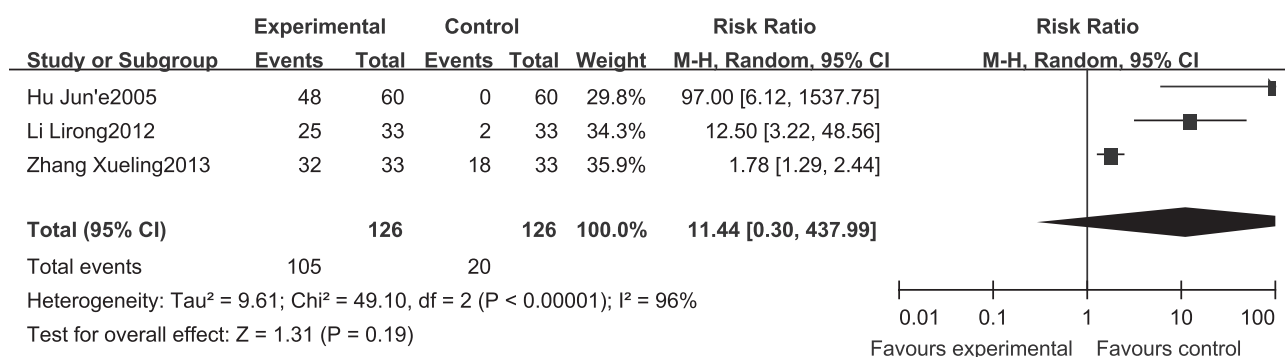 Experimental Control Risk Ratio Risk Ratio
Study or Subgroup Events Total Events Total Weight M-H, Random, 95% CI M-H, Random, 95% CI
Hu Jun'e2005 48 60 0 60 29.8% 97.00 [6.12, 1537.75]
Li Lirong2012 25 33 2 33 34.3% 12.50 [3.22, 48.56]
Zhang Xueling2013 32 33 18 33 35.9% 1.78 [1.29, 2.44]
Total (95% CI) 126 126 100.0% 11.44 [0.30, 437.99]
Total events 105 20
Heterogeneity: Tau² = 9.61; Chi² = 49.10, df = 2 (P < 0.00001); I² = 96%
Test for overall effect: Z = 1.31 (P = 0.19)
0.01 0.1 1 10 100
Favours experimental Favours control